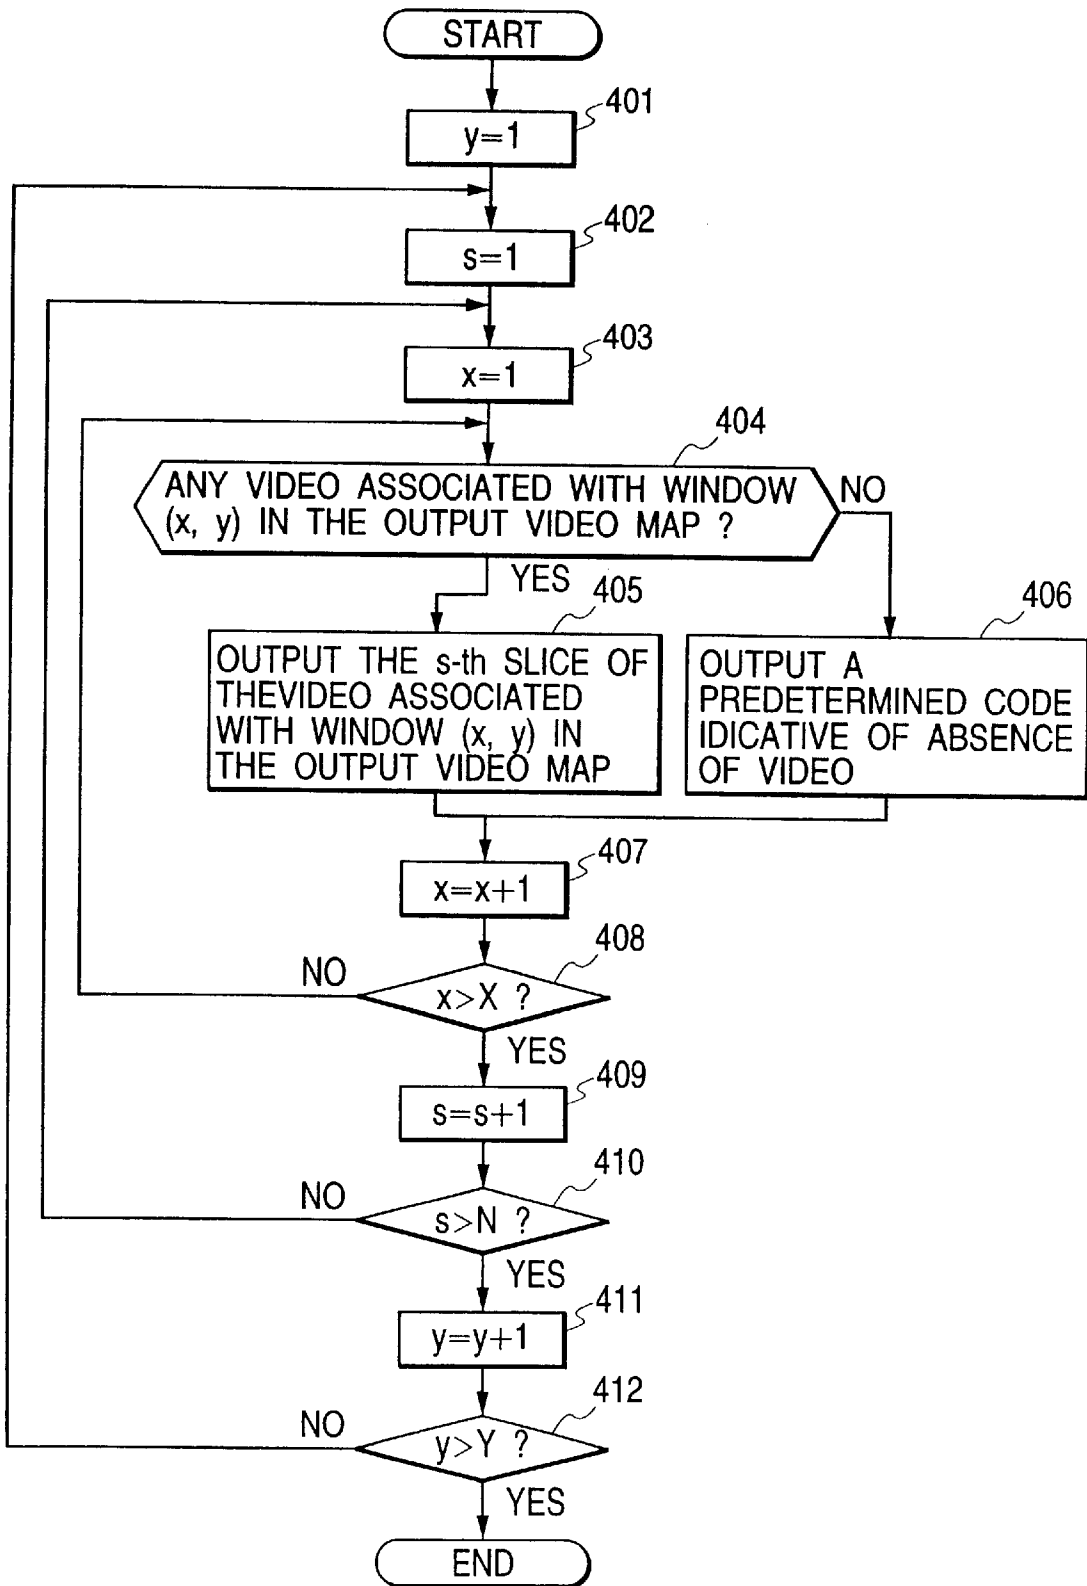 START
401
y=1
402
s=1
403
x=1
404
ANY VIDEO ASSOCIATED WITH WINDOW
(x, y) IN THE OUTPUT VIDEO MAP ?
NO
YES
405
406
OUTPUT THE s-th SLICE OF
THEVIDEO ASSOCIATED
WITH WINDOW (x, y) IN
THE OUTPUT VIDEO MAP
OUTPUT A
PREDETERMINED CODE
IDICATIVE OF ABSENCE
OF VIDEO
407
x=x+1
408
NO
x>X ?
YES
409
s=s+1
410
NO
s>N ?
YES
411
y=y+1
412
NO
y>Y ?
YES
END